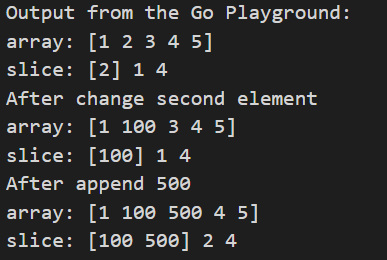 Output from the Go Playground:
array: [1 2 3 4 5]
slice: [2] 1 4
After change second element
array: [1 100 3 4 5]
slice: [100] 1 4
After append 500
array: [1 100 500 4 5]
slice: [100 500] 2 4